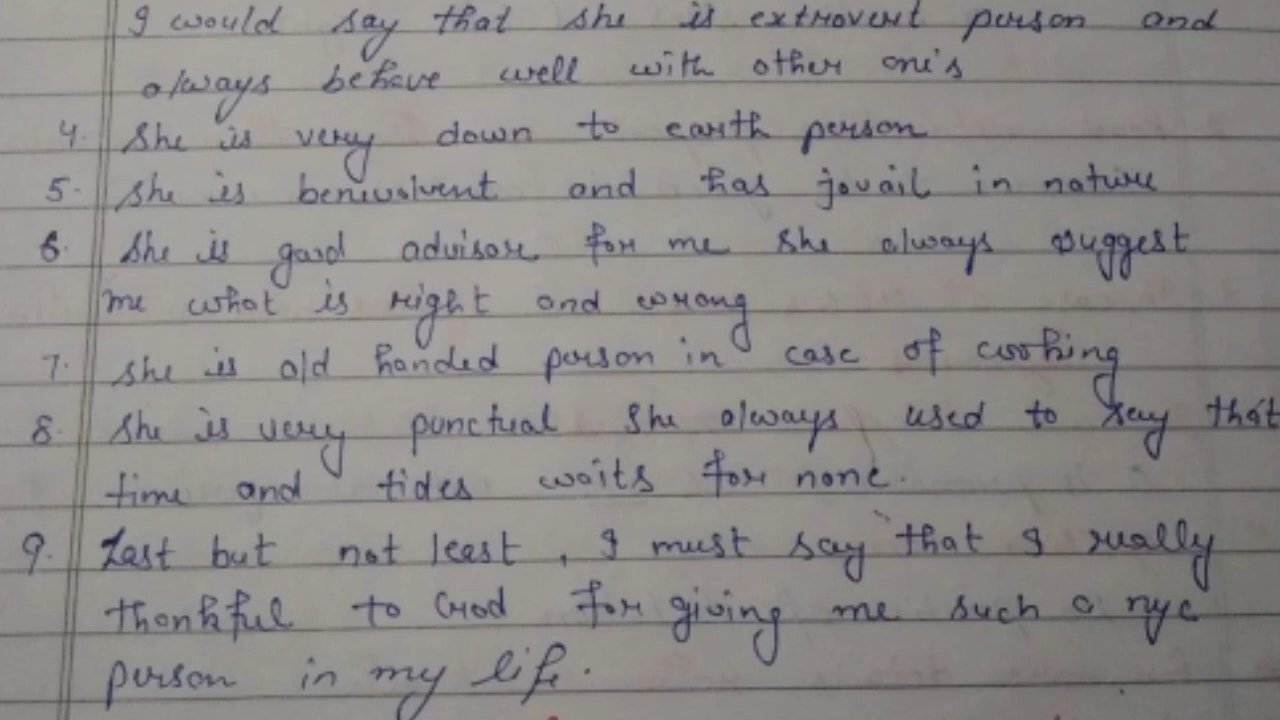 I would say that she is extrovert person and
always behave well with other one's
4. She is very down to earth person
5. She is benivolvent and has jovail in nature
6. She is good advisore for me she always suggest
me what is right and wrong
7. She is old handed person in case of cooking
8. She is very punctual she always used to say that
time and tides waits for none.
9. Last but not least, I must say that I really
thankful to God for giving me such a nyc
person in my life.